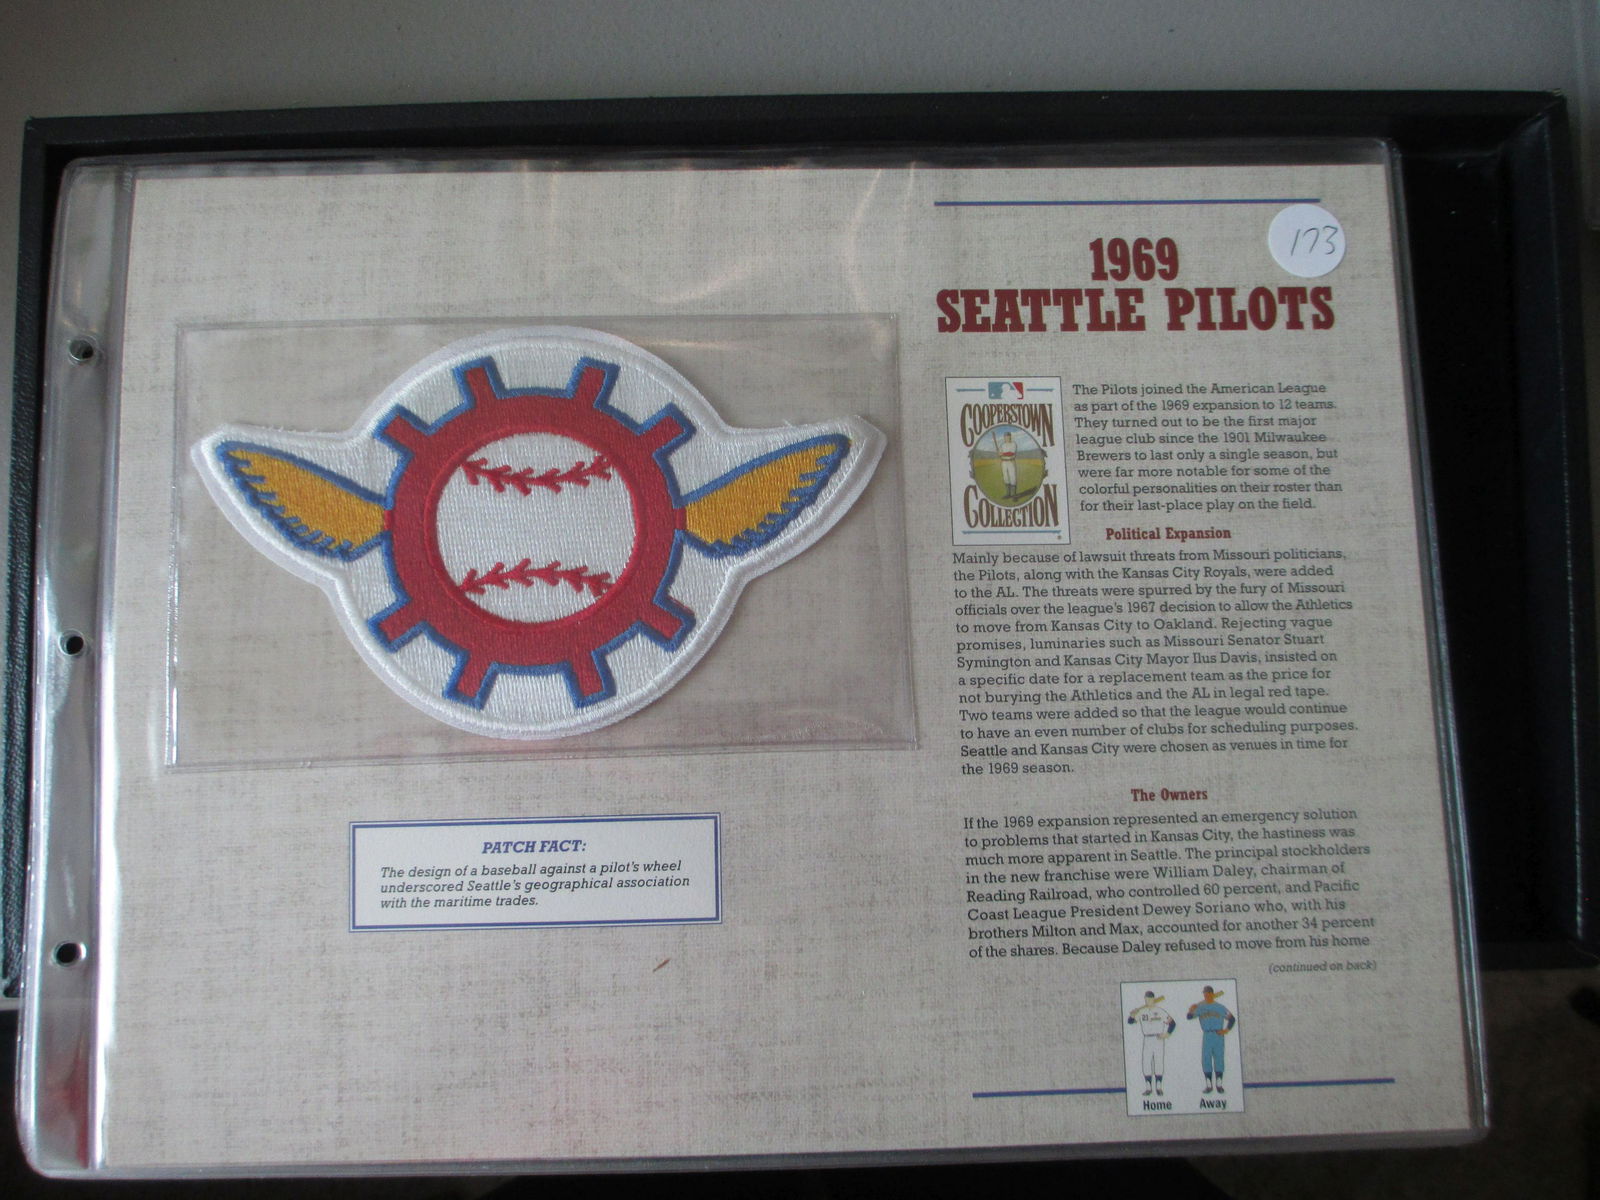 173
1969
SEATTLE PILOTS
COOPERSTOWN
COLLECTION
The Pilots joined the American League
as part of the 1969 expansion to 12 teams.
They turned out to be the first major
league club since the 1901 Milwaukee
Brewers to last only a single season, but
were far more notable for some of the
colorful personalities on their roster than
for their last-place play on the field.
Political Expansion
Mainly because of lawsuit threats from Missouri politicians,
the Pilots, along with the Kansas City Royals, were added
to the AL. The threats were spurred by the fury of Missouri
officials over the league's 1967 decision to allow the Athletics
to move from Kansas City to Oakland. Rejecting vague
promises, luminaries such as Missouri Senator Stuart
Symington and Kansas City Mayor Ilus Davis, insisted on
a specific date for a replacement team as the price for
not burying the Athletics and the AL in legal red tape.
Two teams were added so that the league would continue
to have an even number of clubs for scheduling purposes.
Seattle and Kansas City were chosen as venues in time for
the 1969 season.
The Owners
If the 1969 expansion represented an emergency solution
to problems that started in Kansas City, the hastiness was
much more apparent in Seattle. The principal stockholders
in the new franchise were William Daley, chairman of
Reading Railroad, who controlled 60 percent, and Pacific
Coast League President Dewey Soriano who, with his
brothers Milton and Max, accounted for another 34 percent
of the shares. Because Daley refused to move from his home
(continued on back)
PATCH FACT:
The design of a baseball against a pilot's wheel
underscored Seattle's geographical association
with the maritime trades.
Home Away